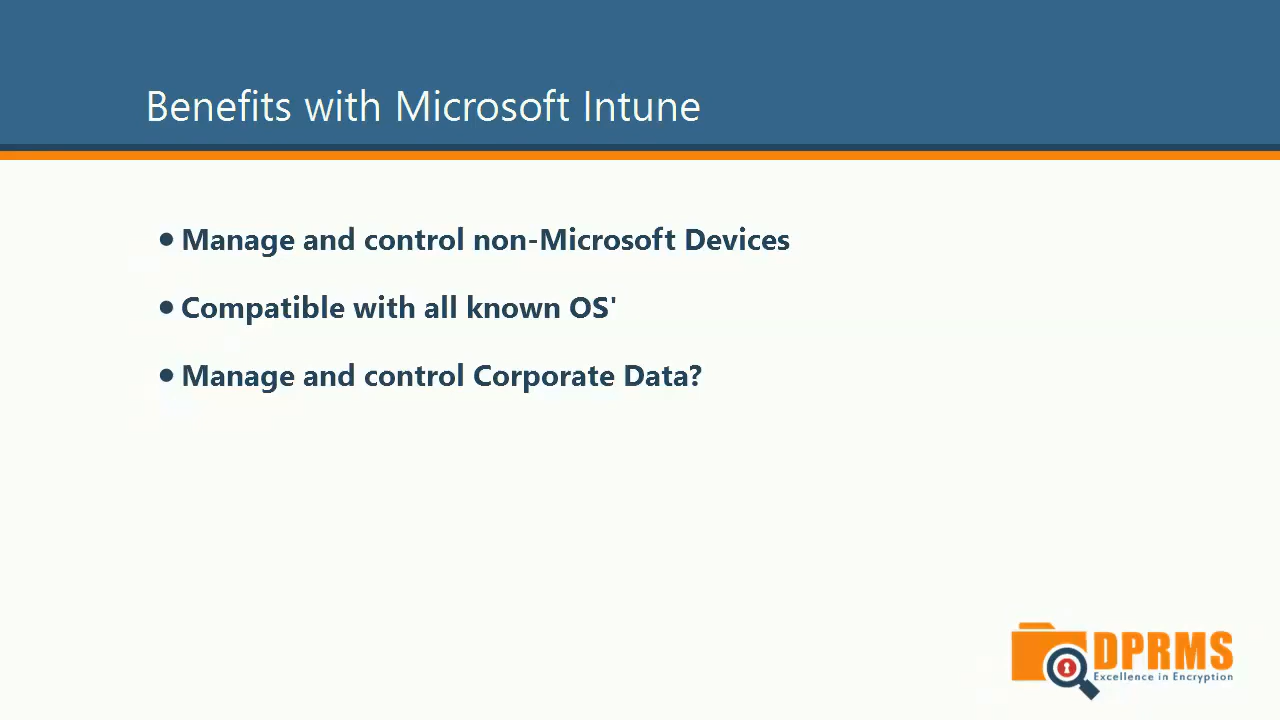 Benefits with Microsoft Intune
• Manage and control non-Microsoft Devices
• Compatible with all known OS'
• Manage and control Corporate Data?
DPRMS
Excellence in Encryption